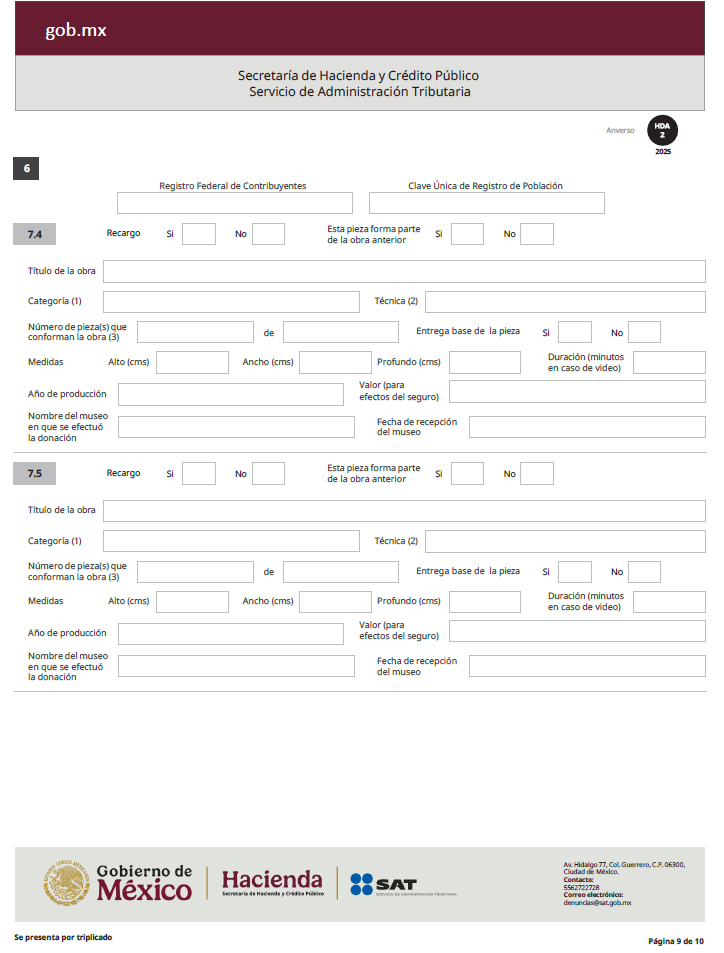 gob.mx
Secretaría de Hacienda y Crédito Público
Servicio de Administración Tributaria
Anverso
HDA
2
2025
6
Registro Federal de Contribuyentes
Clave Única de Registro de Población
7.4 Recargo Si No Esta pieza forma parte
de la obra anterior Si No
Título de la obra
Categoría (1) Técnica (2)
Número de pieza(s) que
conforman la obra (3) de Entrega base de la pieza Si No
Medidas Alto (cms) Ancho (cms) Profundo (cms) Duración (minutos
en caso de video)
Año de producción Valor (para
efectos del seguro)
Nombre del museo
en que se efectuó
la donación
Fecha de recepción
del museo
7.5 Recargo Si No Esta pieza forma parte
de la obra anterior Si No
Título de la obra
Categoría (1) Técnica (2)
Número de pieza(s) que
conforman la obra (3) de Entrega base de la pieza Si No
Medidas Alto (cms) Ancho (cms) Profundo (cms) Duración (minutos
en caso de video)
Año de producción Valor (para
efectos del seguro)
Nombre del museo
en que se efectuó
la donación
Fecha de recepción
del museo
Gobierno de
México
Hacienda
Secretaría de Hacienda y Crédito Público
SAT
SERVICIO DE ADMINISTRACIÓN TRIBUTARIA
Av. Hidalgo 77, Col. Guerrero, C.P. 06300,
Ciudad de México.
Contacto:
5562722728
Correo electrónico:
denuncias@sat.gob.mx
Se presenta por triplicado
Página 9 de 10